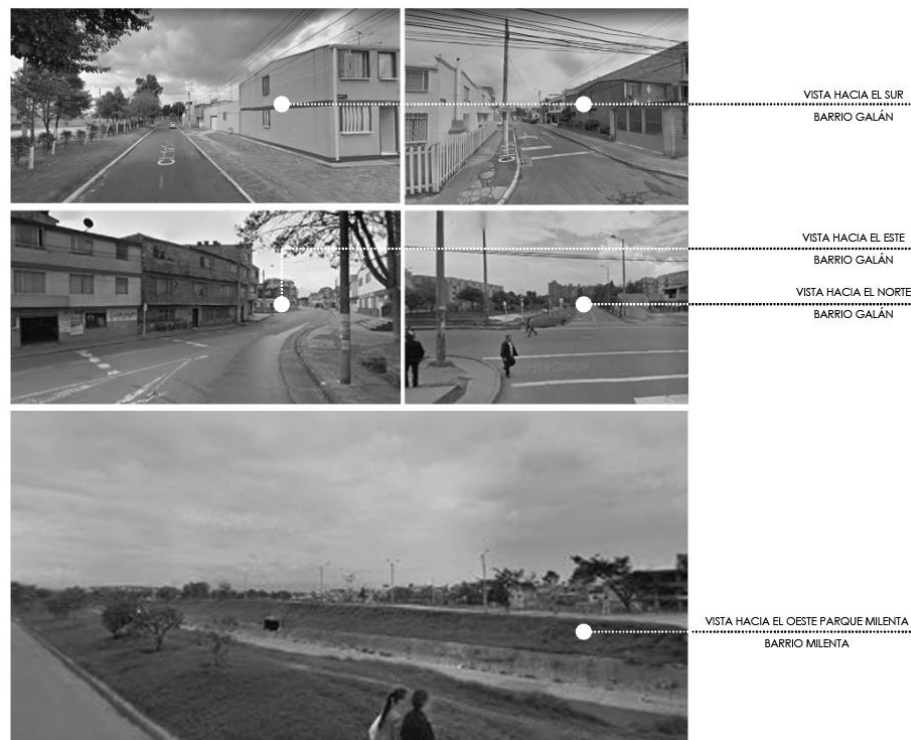 VISTA HACIA EL SUR
BARRIO GALÁN
VISTA HACIA EL ESTE
BARRIO GALÁN
VISTA HACIA EL NORTE
BARRIO GALÁN
VISTA HACIA EL OESTE PARQUE MILENTA
BARRIO MILENTA